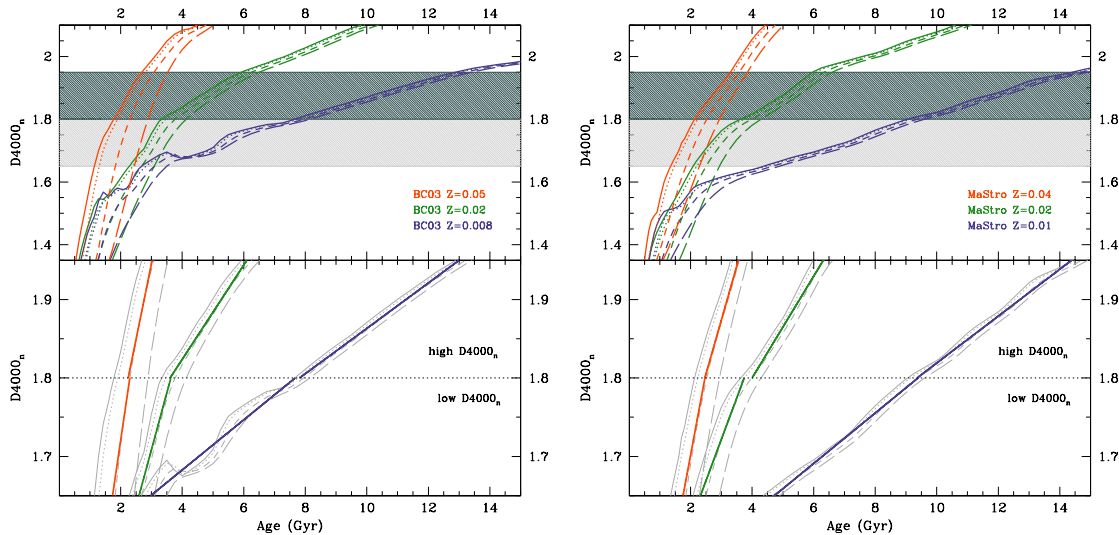 2 4 6 8 10 12 14
2 4 6 8 10 12 14
2 2
2 2
1.8 1.8
1.8 1.8
1.6 1.6
1.6 1.6
1.4 1.4
1.4 1.4
D4000n
D4000n
BC03 Z=0.05
BC03 Z=0.02
BC03 Z=0.008
MaStro Z=0.04
MaStro Z=0.02
MaStro Z=0.01
1.9 1.9
1.9 1.9
1.8 1.8
1.8 1.8
1.7 1.7
1.7 1.7
D4000n
D4000n
high D4000n
low D4000n
high D4000n
low D4000n
2 4 6 8 10 12 14
2 4 6 8 10 12 14
Age (Gyr)
Age (Gyr)